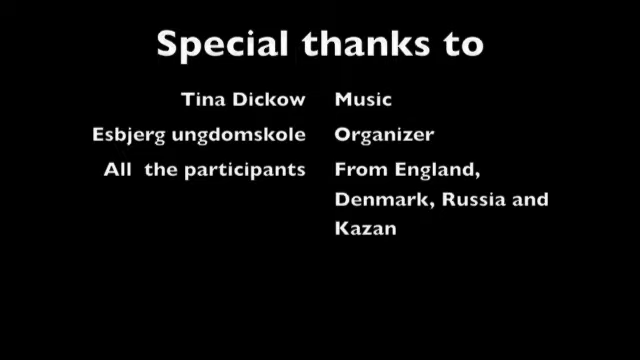 Special thanks to
Tina Dickow Music
Esbjerg ungdomskole Organizer
All the participants From England,
Denmark, Russia and
Kazan